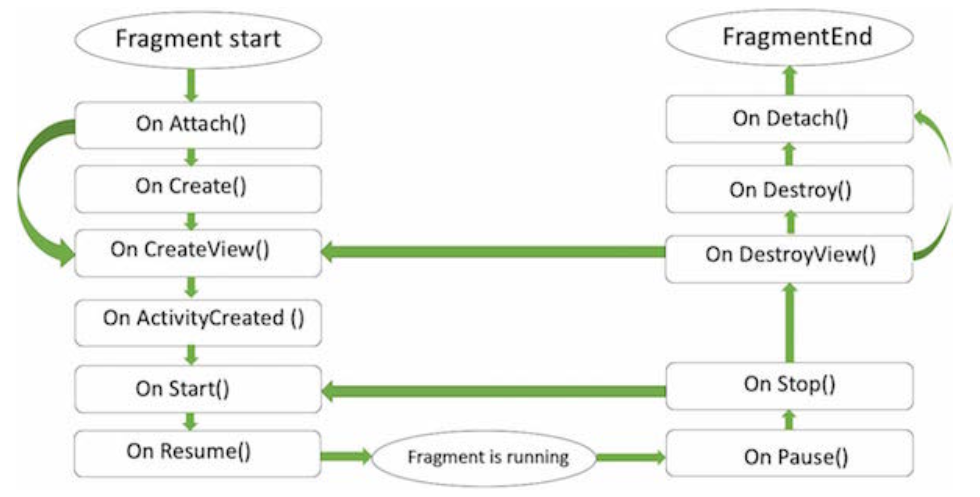 Fragment start
On Attach()
On Create()
On CreateView()
On ActivityCreated ()
On Start()
On Resume()
Fragment is running
On Pause()
On Stop()
On DestroyView()
On Destroy()
On Detach()
FragmentEnd